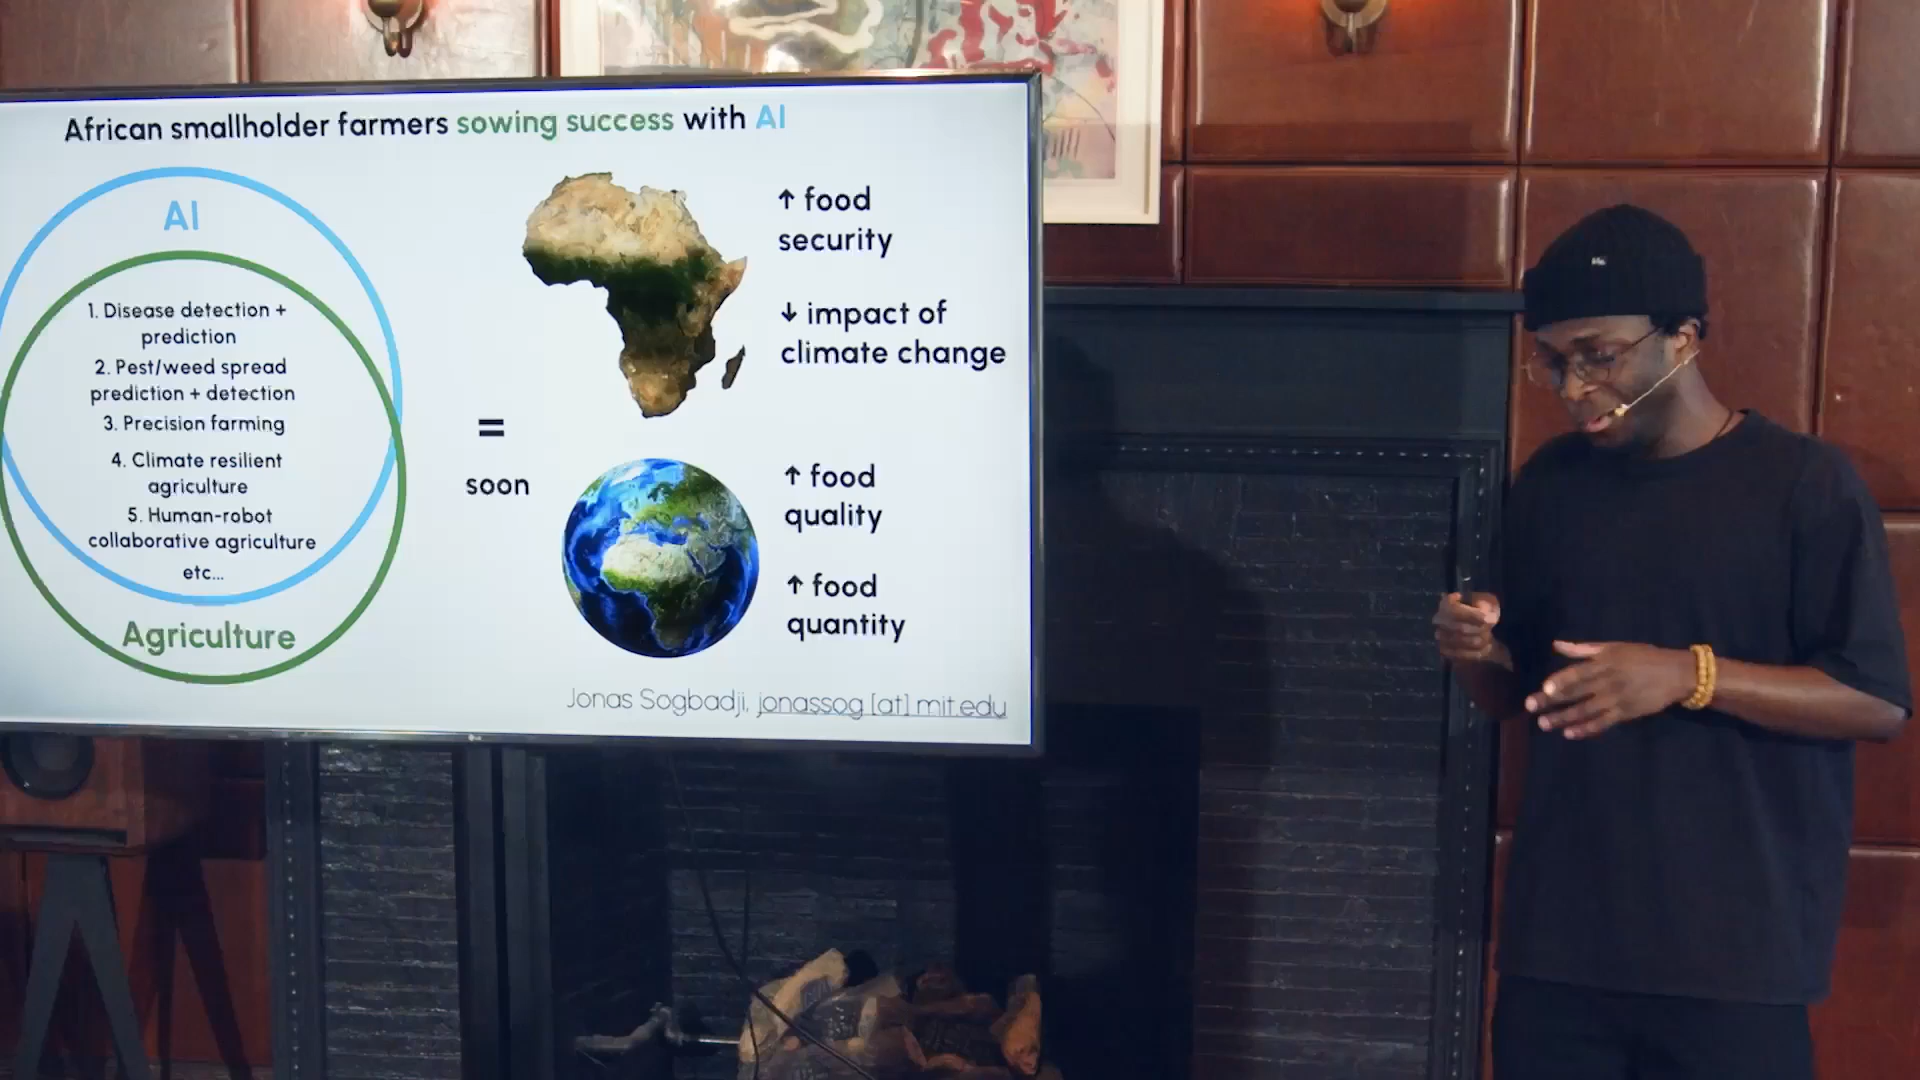 African smallholder farmers sowing success with AI
AI
1. Disease detection +
prediction
2. Pest/weed spread
prediction + detection
3. Precision farming
4. Climate resilient
agriculture
5. Human-robot
collaborative agriculture
etc...
Agriculture
=
soon
↑ food
security
↓ impact of
climate change
↑ food
quality
↑ food
quantity
Jonas Sogbadji, jonassog [at] mit.edu